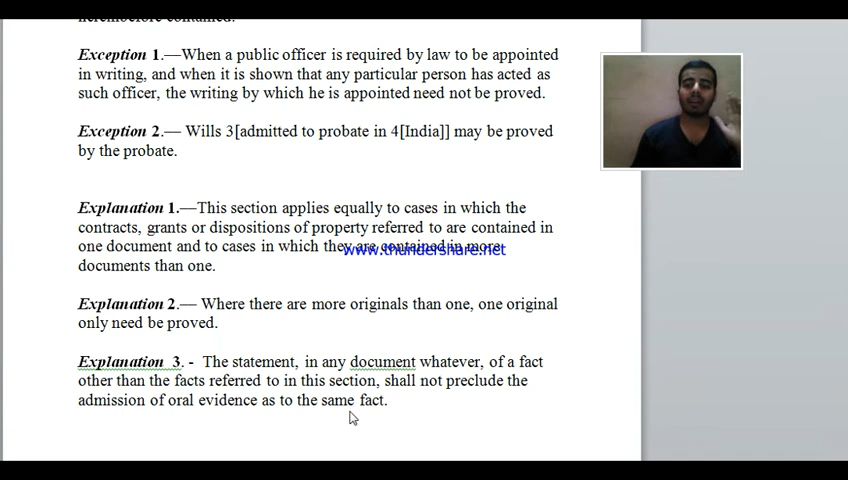 hereinbefore contained.
Exception 1.—When a public officer is required by law to be appointed
in writing, and when it is shown that any particular person has acted as
such officer, the writing by which he is appointed need not be proved.
Exception 2.— Wills 3[admitted to probate in 4[India]] may be proved
by the probate.
Explanation 1.—This section applies equally to cases in which the
contracts, grants or dispositions of property referred to are contained in
one document and to cases in which they are contained in more
www.thundershare.net
documents than one.
Explanation 2.— Where there are more originals than one, one original
only need be proved.
Explanation 3. - The statement, in any document whatever, of a fact
other than the facts referred to in this section, shall not preclude the
admission of oral evidence as to the same fact.